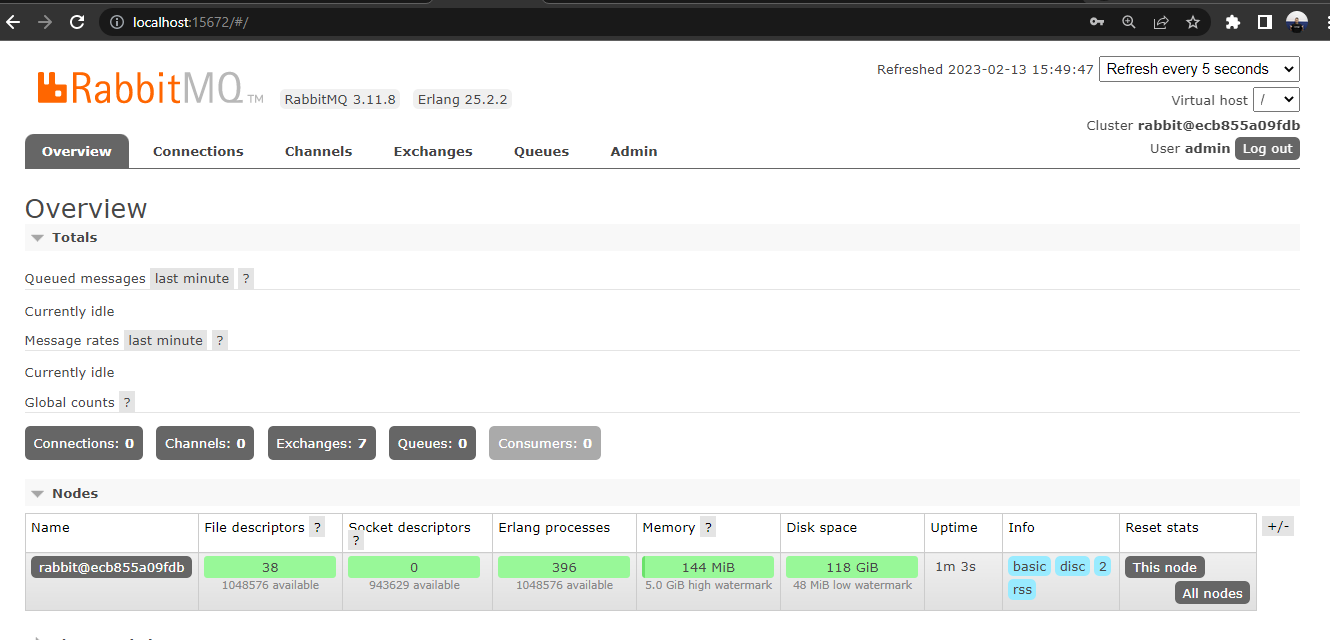 localhost:15672/#/
Refreshed 2023-02-13 15:49:47 Refresh every 5 seconds
RabbitMQ TM RabbitMQ 3.11.8 Erlang 25.2.2
Virtual host /
Cluster rabbit@ecb855a09fdb
User admin Log out
Overview Connections Channels Exchanges Queues Admin
Overview
Totals
Queued messages last minute ?
Currently idle
Message rates last minute ?
Currently idle
Global counts ?
Connections: 0 Channels: 0 Exchanges: 7 Queues: 0 Consumers: 0
Nodes
Name File descriptors ? Socket descriptors ? Erlang processes Memory ? Disk space Uptime Info Reset stats +/-
rabbit@ecb855a09fdb 38 0 396 144 MiB 118 GiB 1m 3s basic disc 2 This node
1048576 available 943629 available 1048576 available 5.0 GiB high watermark 48 MiB low watermark rss All nodes